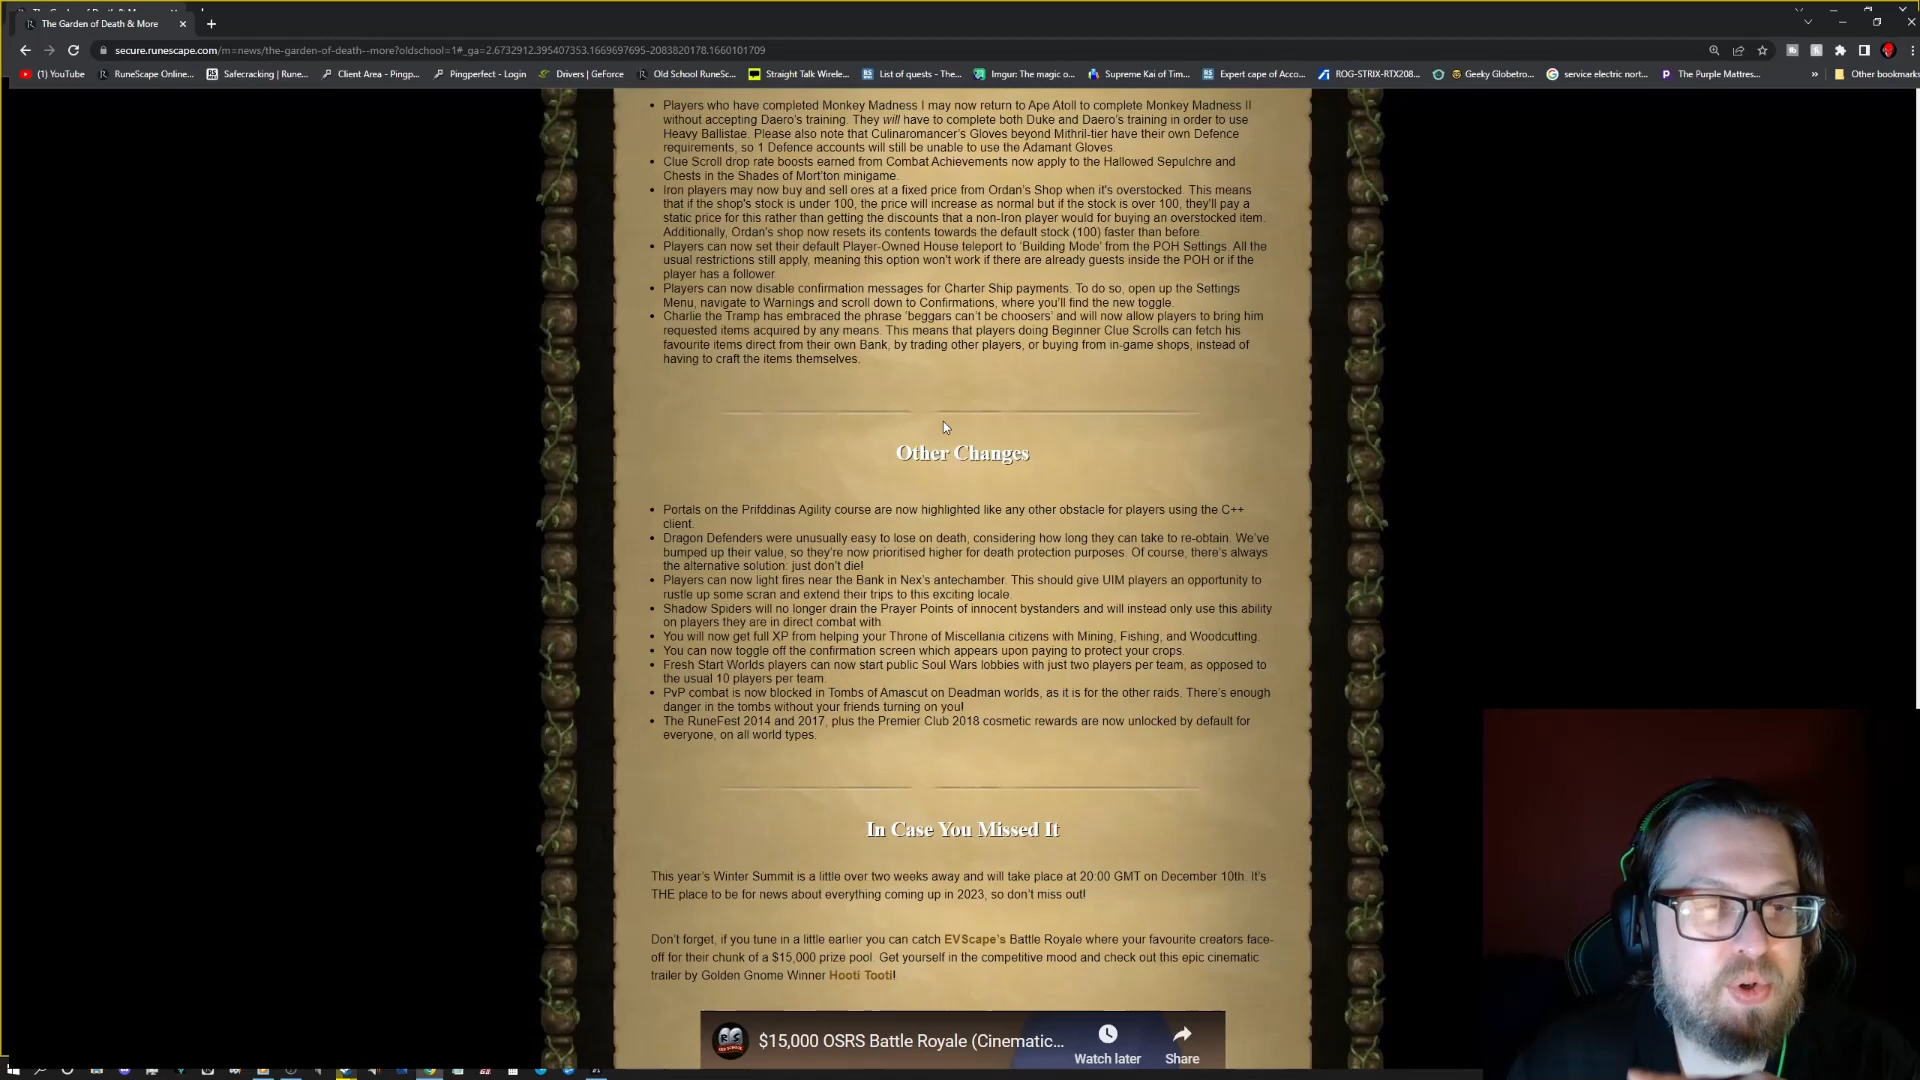 The Garden of Death & More
secure.runescape.com/m=news/the-garden-of-death--more?oldschool=1#_ga=2.6732912.395407353.1669697695-2083820178.1660101709
YouTube
RuneScape Online...
Safecracking | Rune...
Client Area - Pingp...
Pingperfect - Login
Drivers | GeForce
Old School RuneSc...
Straight Talk Wirele...
List of quests - The...
Imgur: The magic o...
Supreme Kai of Tim...
Expert cape of Acco...
ROG-STRIX-RTX208...
Geeky Globetro...
service electric nort...
The Purple Mattres...
»
Other bookmarks
• Players who have completed Monkey Madness I may now return to Ape Atoll to complete Monkey Madness II
without accepting Daero's training. They will have to complete both Duke and Daero's training in order to use
Heavy Ballistae. Please also note that Culinaromancer's Gloves beyond Mithril-tier have their own Defence
requirements, so 1 Defence accounts will still be unable to use the Adamant Gloves.
• Clue Scroll drop rate boosts earned from Combat Achievements now apply to the Hallowed Sepulchre and
Chests in the Shades of Mort'ton minigame.
• Iron players may now buy and sell ores at a fixed price from Ordan's Shop when it's overstocked. This means
that if the shop's stock is under 100, the price will increase as normal but if the stock is over 100, they'll pay a
static price for this rather than getting the discounts that a non-Iron player would for buying an overstocked item.
Additionally, Ordan's shop now resets its contents towards the default stock (100) faster than before.
• Players can now set their default Player-Owned House teleport to 'Building Mode' from the POH Settings. All the
usual restrictions still apply, meaning this option won't work if there are already guests inside the POH or if the
player has a follower.
• Players can now disable confirmation messages for Charter Ship payments. To do so, open up the Settings
Menu, navigate to Warnings and scroll down to Confirmations, where you'll find the new toggle.
• Charlie the Tramp has embraced the phrase 'beggars can't be choosers' and will now allow players to bring him
requested items acquired by any means. This means that players doing Beginner Clue Scrolls can fetch his
favourite items direct from their own Bank, by trading other players, or buying from in-game shops, instead of
having to craft the items themselves.
Other Changes
• Portals on the Prifddinas Agility course are now highlighted like any other obstacle for players using the C++
client.
• Dragon Defenders were unusually easy to lose on death, considering how long they can take to re-obtain. We've
bumped up their value, so they're now prioritised higher for death protection purposes. Of course, there's always
the alternative solution: just don't die!
• Players can now light fires near the Bank in Nex's antechamber. This should give UIM players an opportunity to
rustle up some scran and extend their trips to this exciting locale.
• Shadow Spiders will no longer drain the Prayer Points of innocent bystanders and will instead only use this ability
on players they are in direct combat with.
• You will now get full XP from helping your Throne of Miscellania citizens with Mining, Fishing, and Woodcutting.
• You can now toggle off the confirmation screen which appears upon paying to protect your crops.
• Fresh Start Worlds players can now start public Soul Wars lobbies with just two players per team, as opposed to
the usual 10 players per team.
• PvP combat is now blocked in Tombs of Amascut on Deadman worlds, as it is for the other raids. There's enough
danger in the tombs without your friends turning on you!
• The RuneFest 2014 and 2017, plus the Premier Club 2018 cosmetic rewards are now unlocked by default for
everyone, on all world types.
In Case You Missed It
This year's Winter Summit is a little over two weeks away and will take place at 20:00 GMT on December 10th. It's
THE place to be for news about everything coming up in 2023, so don't miss out!
Don't forget, if you tune in a little earlier you can catch EVScape's Battle Royale where your favourite creators face-
off for their chunk of a $15,000 prize pool. Get yourself in the competitive mood and check out this epic cinematic
trailer by Golden Gnome Winner Hooti Tooti!
$15,000 OSRS Battle Royale (Cinematic...
Watch later
Share